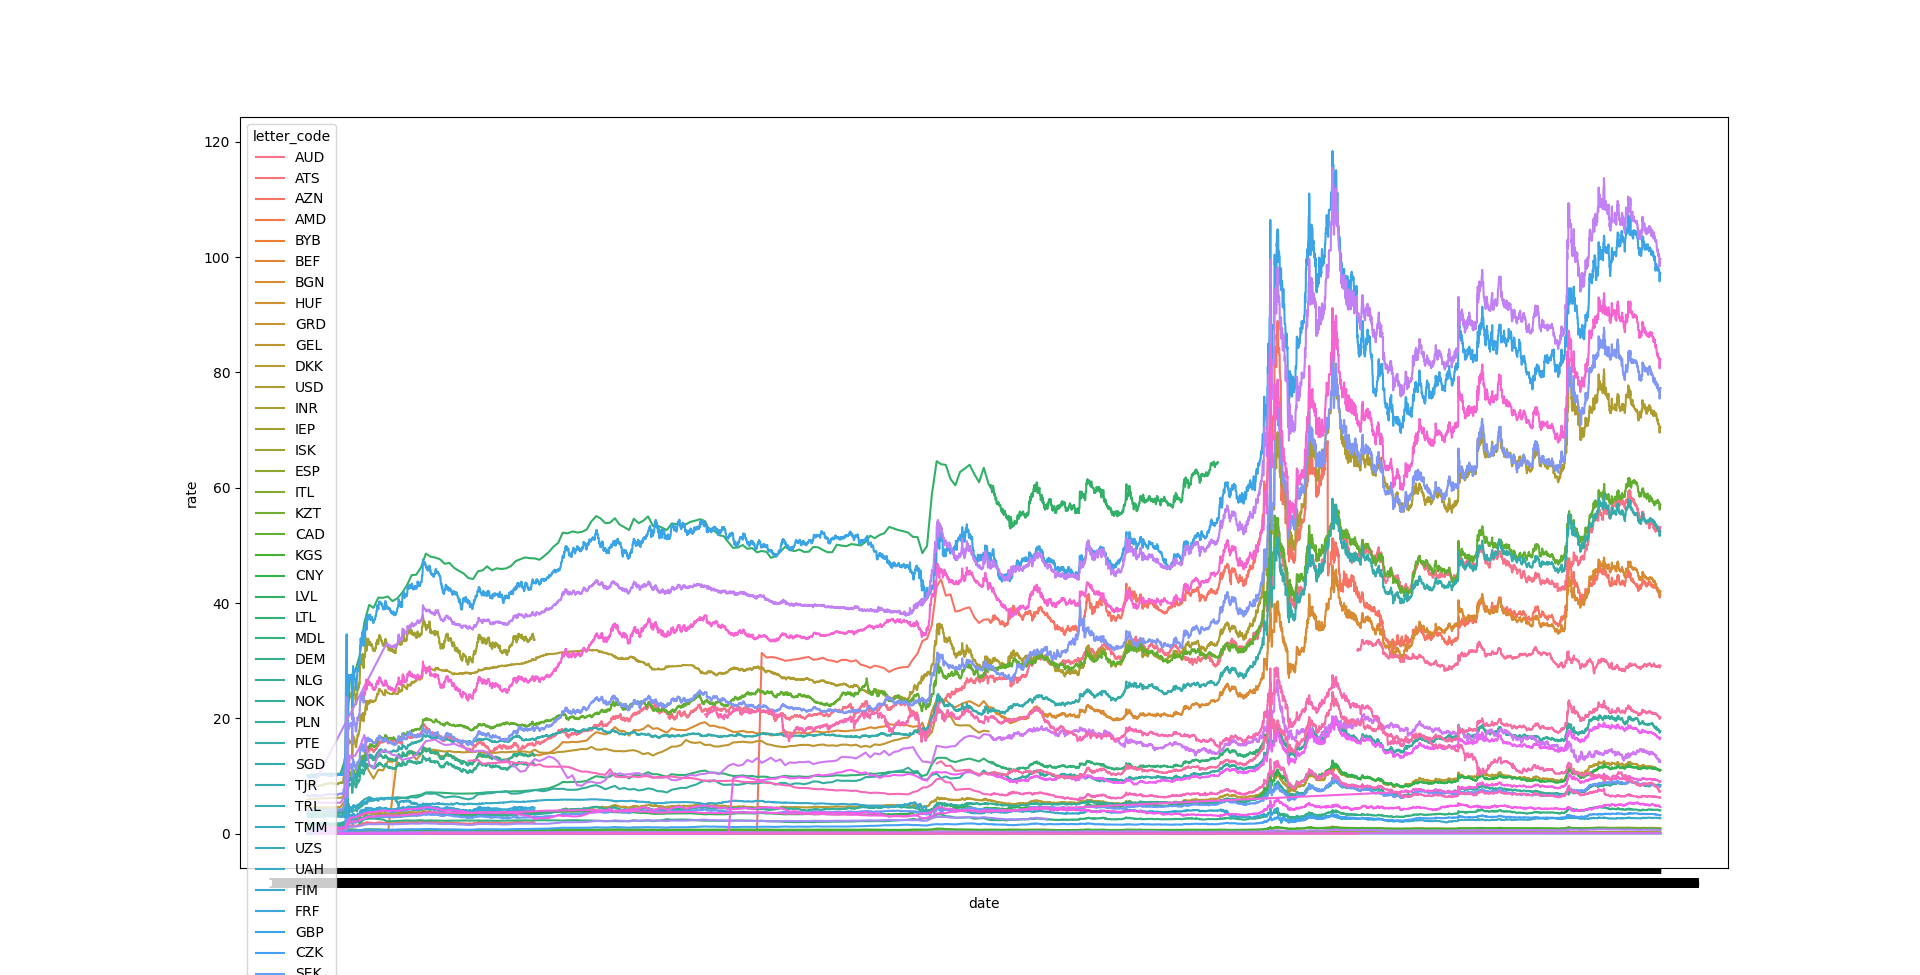 120
100
80
60
40
20
0
rate
letter_code
AUD
ATS
AZN
AMD
BYB
BEF
BGN
HUF
GRD
GEL
DKK
USD
INR
IEP
ISK
ESP
ITL
KZT
CAD
KGS
CNY
LVL
LTL
MDL
DEM
NLG
NOK
PLN
PTE
SGD
TJR
TRL
TMM
UZS
UAH
FIM
FRF
GBP
CZK
SEK
date